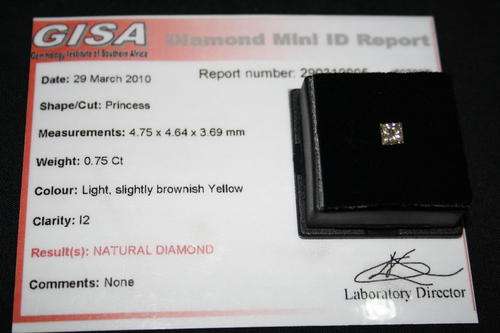 GISA
Gemmology Institute of Southern Africa
Diamond Mini ID Report
Date: 29 March 2010
Report number:
Shape/Cut: Princess
Measurements: 4.75 x 4.64 x 3.69 mm
Weight: 0.75 Ct
Colour: Light, slightly brownish Yellow
Clarity: I2
Result(s): NATURAL DIAMOND
Comments: None
Laboratory Director